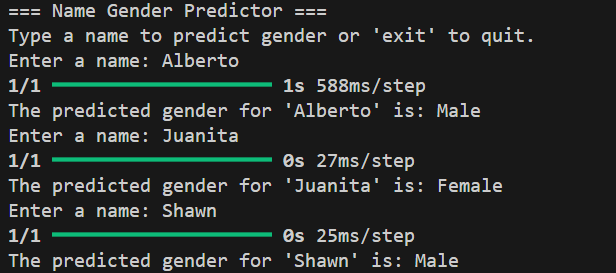 === Name Gender Predictor ===
Type a name to predict gender or 'exit' to quit.
Enter a name: Alberto
1/1 ━━━━━━━━━━━━━━━━━━━━ 1s 588ms/step
The predicted gender for 'Alberto' is: Male
Enter a name: Juanita
1/1 ━━━━━━━━━━━━━━━━━━━━ 0s 27ms/step
The predicted gender for 'Juanita' is: Female
Enter a name: Shawn
1/1 ━━━━━━━━━━━━━━━━━━━━ 0s 25ms/step
The predicted gender for 'Shawn' is: Male